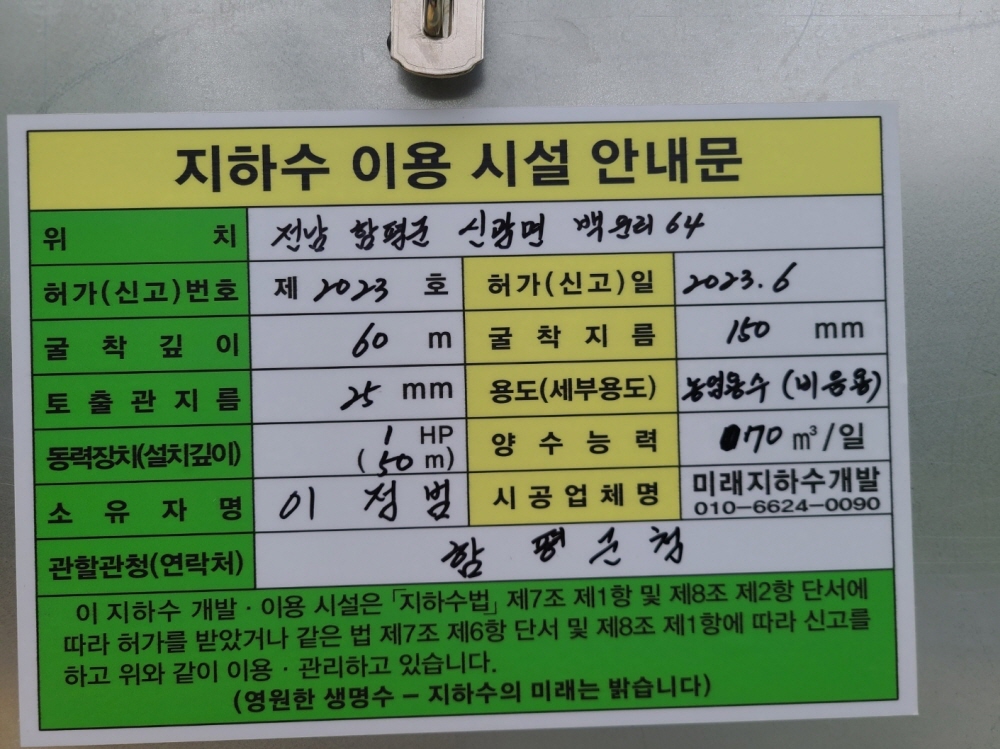 지하수 이용 시설 안내문
위 치 전남 함평군 신광면 백운리 64
허가(신고)번호 제 2023 호 허가(신고)일 2023.6
굴착깊이 60 m 굴착지름 150 mm
토출관지름 25 mm 용도(세부용도) 농업용수 (비음용)
동력장치(설치깊이) 1 HP (50 m) 양수능력 170 m³/일
소유자명 이점범 시공업체명 미래지하수개발
010-6624-0090
관할관청(연락처) 함평군청
이 지하수 개발·이용 시설은 「지하수법」 제7조 제1항 및 제8조 제2항 단서에
따라 허가를 받았거나 같은 법 제7조 제6항 단서 및 제8조 제1항에 따라 신고를
하고 위와 같이 이용·관리하고 있습니다.
(영원한 생명수 – 지하수의 미래는 밝습니다)